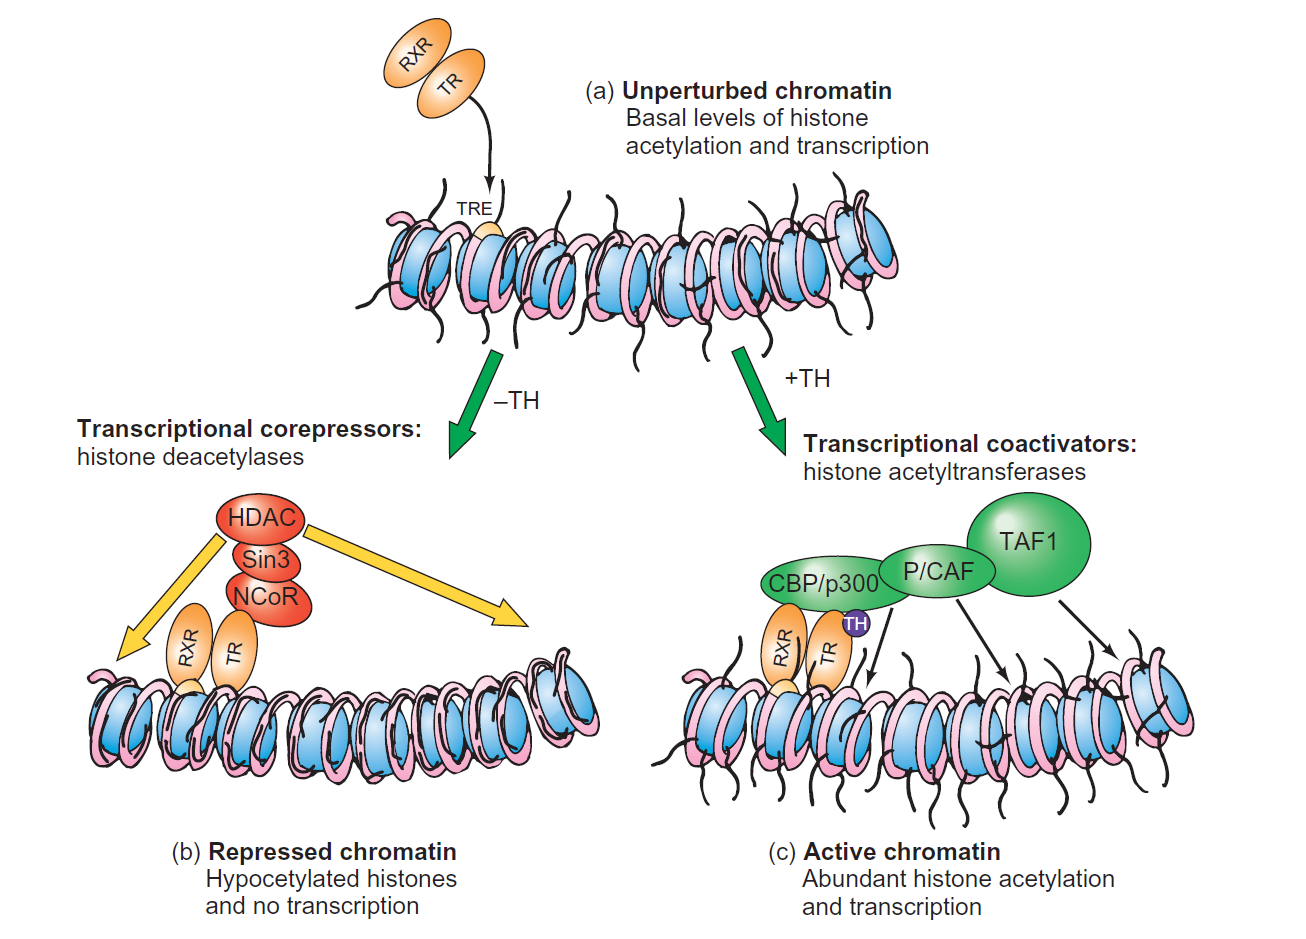 RXR
TR
(a) Unperturbed chromatin
Basal levels of histone
acetylation and transcription
TRE
–TH
+TH
Transcriptional corepressors:
histone deacetylases
Transcriptional coactivators:
histone acetyltransferases
HDAC
Sin3
NCoR
RXR
TR
TAF1
P/CAF
CBP/p300
TH
RXR
TR
(b) Repressed chromatin
Hypocetylated histones
and no transcription
(c) Active chromatin
Abundant histone acetylation
and transcription